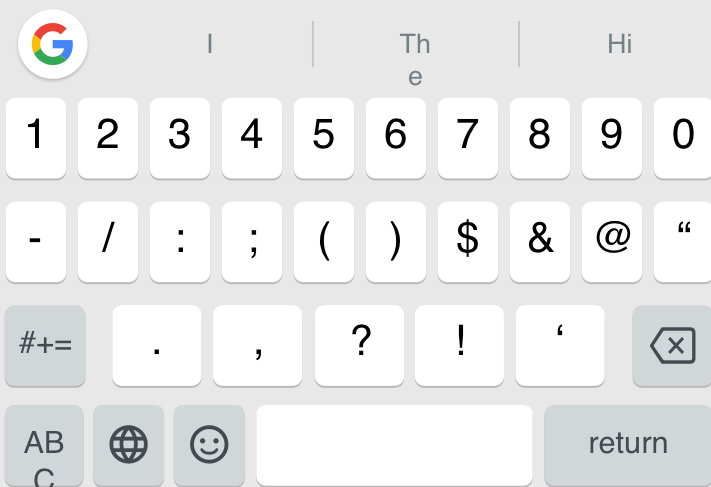 I Th Hi
e
1 2 3 4 5 6 7 8 9 0
- / : ; ( ) $ & @ “
#+= . , ? ! ‘
AB return
C